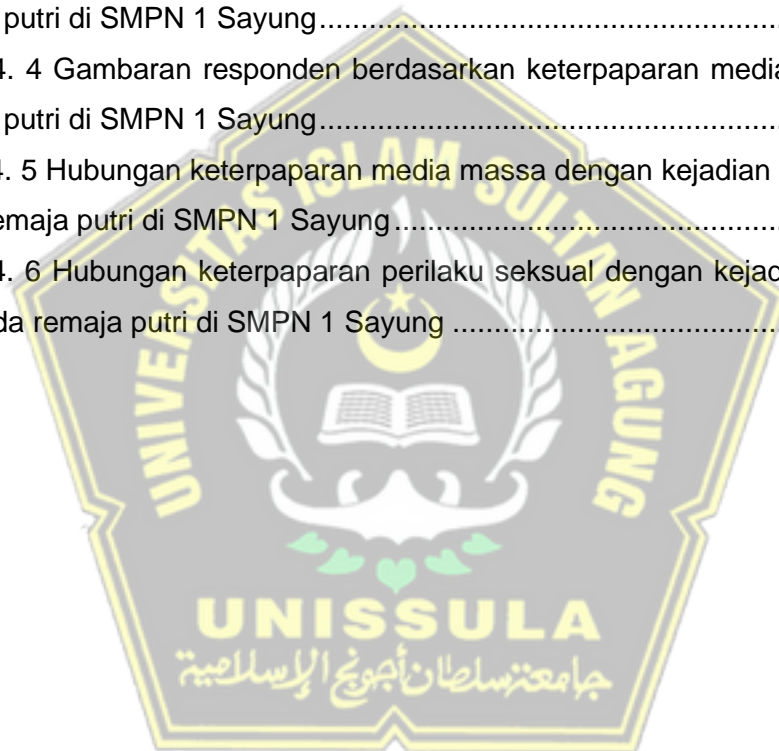 putri di SMPN 1 Sayung.......................................................
4. 4 Gambaran responden berdasarkan keterpaparan media
putri di SMPN 1 Sayung.......................................................
4. 5 Hubungan keterpaparan media massa dengan kejadian
remaja putri di SMPN 1 Sayung..............................................
4. 6 Hubungan keterpaparan perilaku seksual dengan kejad
da remaja putri di SMPN 1 Sayung ........................................
UNIVERSITAS ISLAM SULTAN AGUNG
UNISSULA
جامعة سلطان أجونج الإسلامية